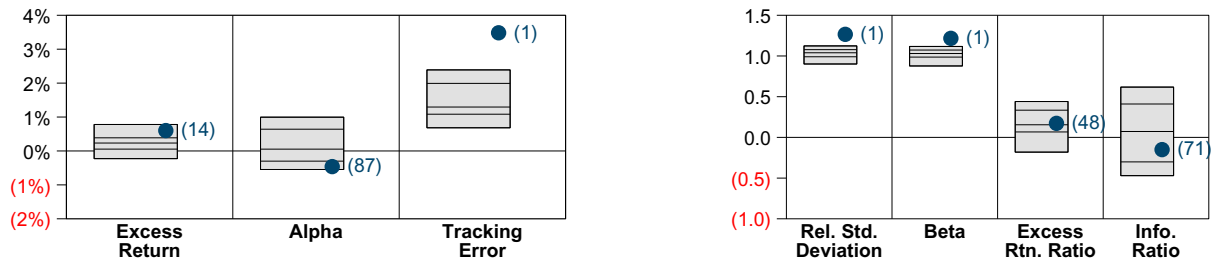 4%
3%
2%
1%
0%
(1%)
(2%)
(14)
(87)
(1)
Excess
Return
Alpha
Tracking
Error
1.5
1.0
0.5
0.0
(0.5)
(1.0)
(1)
(1)
(48)
(71)
Rel. Std.
Deviation
Beta
Excess
Rtn. Ratio
Info.
Ratio